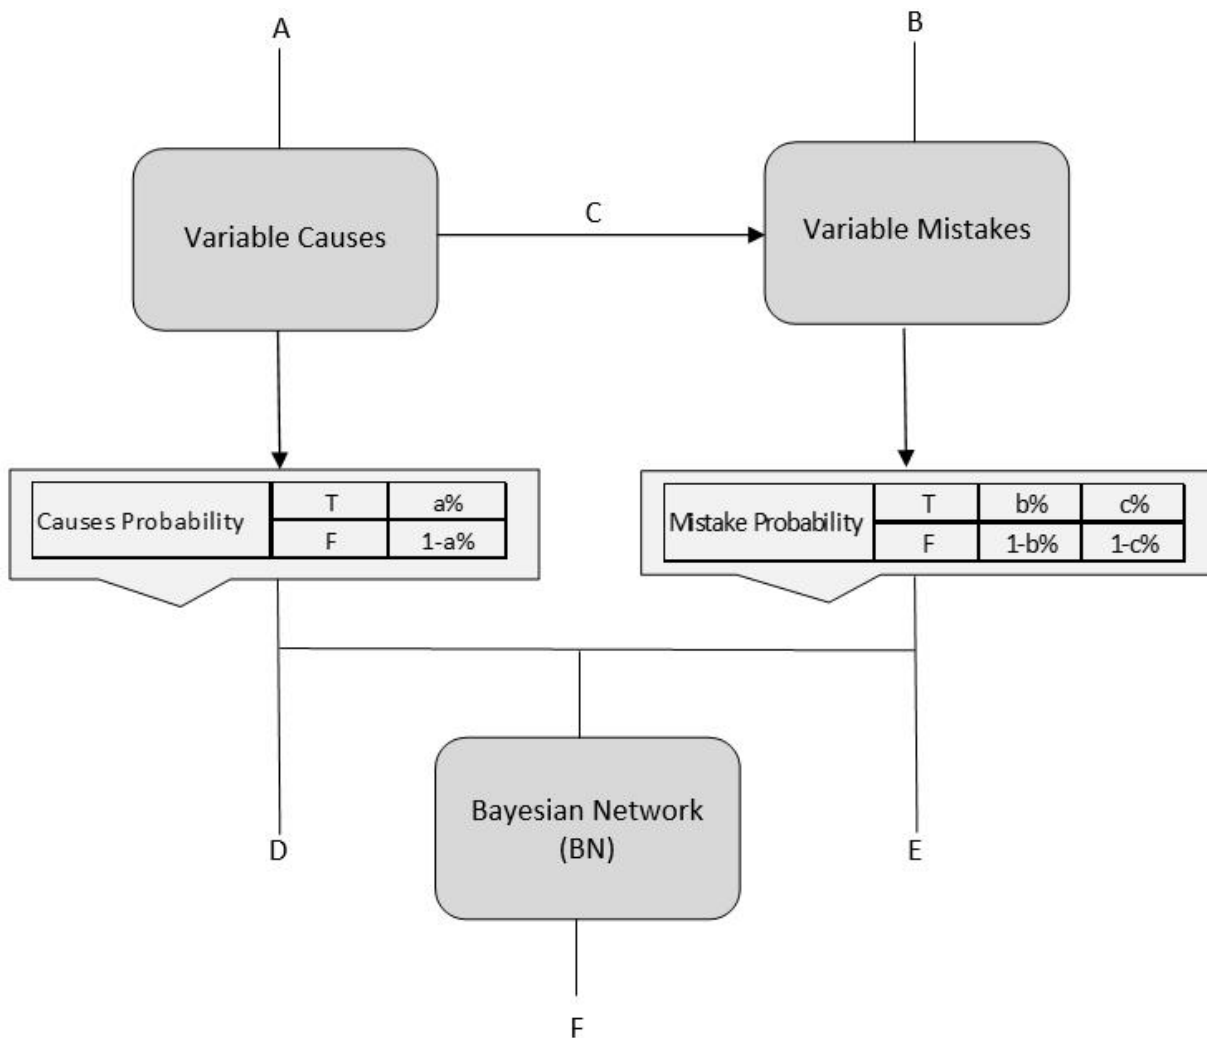 A
B
Variable Causes
C
Variable Mistakes
Causes Probability
T
a%
F
1-a%
Mistake Probability
T
b%
c%
F
1-b%
1-c%
Bayesian Network
(BN)
D
E
F